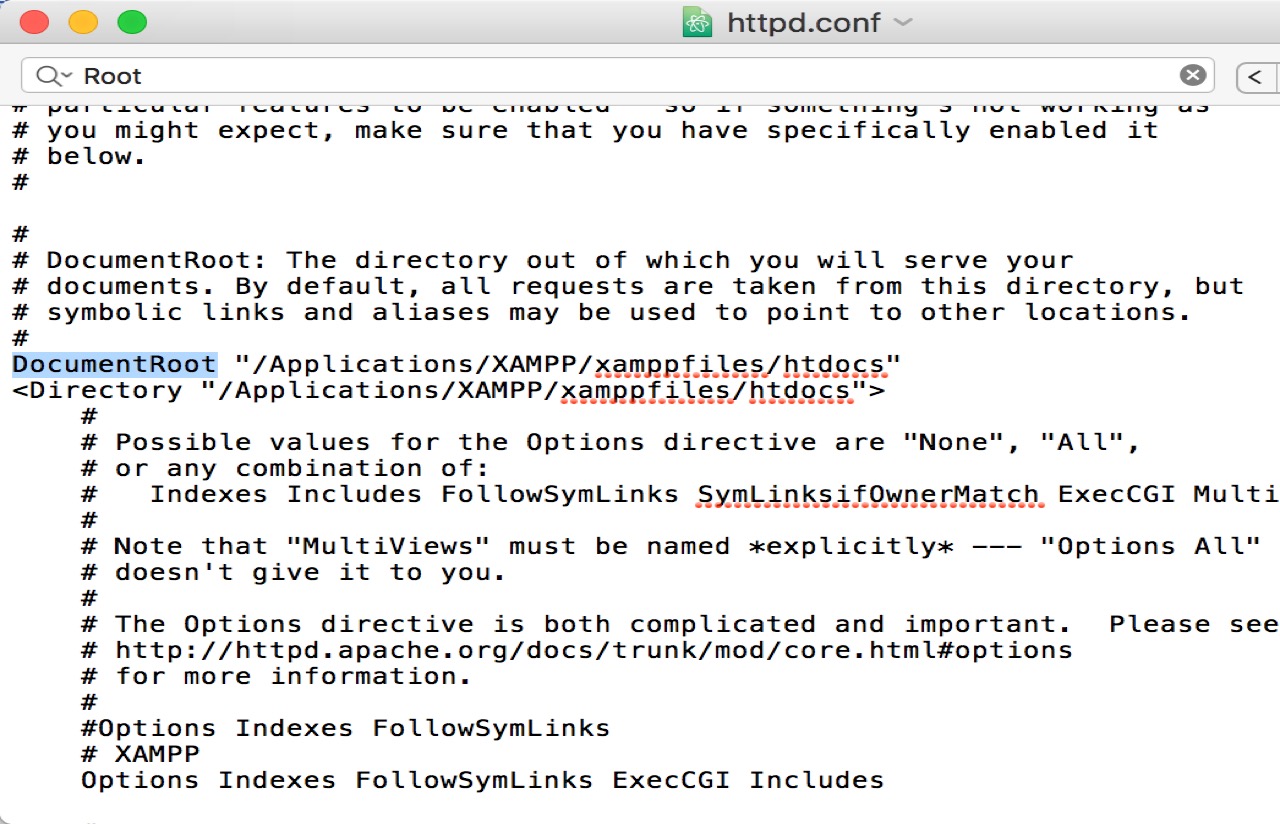 httpd.conf
Root
<
# particular features to be enabled - so if something's not working as
# you might expect, make sure that you have specifically enabled it
# below.
#
#
# DocumentRoot: The directory out of which you will serve your
# documents. By default, all requests are taken from this directory, but
# symbolic links and aliases may be used to point to other locations.
#
DocumentRoot "/Applications/XAMPP/xamppfiles/htdocs"
<Directory "/Applications/XAMPP/xamppfiles/htdocs">
#
# Possible values for the Options directive are "None", "All",
# or any combination of:
#   Indexes Includes FollowSymLinks SymLinksifOwnerMatch ExecCGI Multi
#
# Note that "MultiViews" must be named *explicitly* --- "Options All"
# doesn't give it to you.
#
# The Options directive is both complicated and important.  Please see
# http://httpd.apache.org/docs/trunk/mod/core.html#options
# for more information.
#
#Options Indexes FollowSymLinks
# XAMPP
Options Indexes FollowSymLinks ExecCGI Includes
#